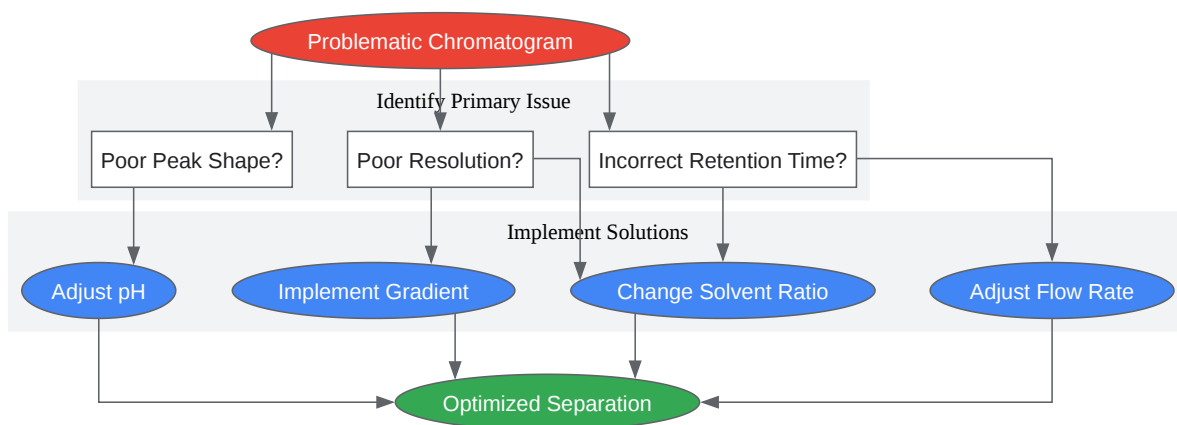 Problematic Chromatogram
Identify Primary Issue
Poor Peak Shape?
Poor Resolution?
Incorrect Retention Time?
Implement Solutions
Adjust pH
Implement Gradient
Change Solvent Ratio
Adjust Flow Rate
Optimized Separation